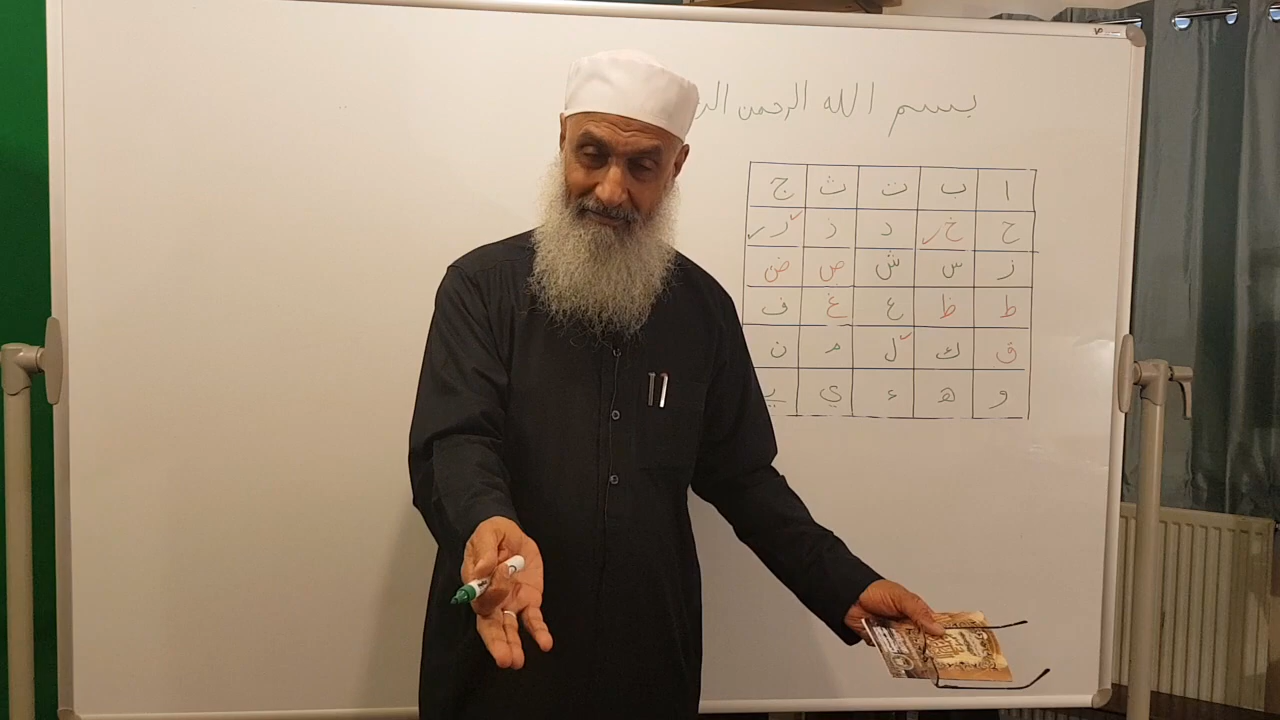 بسم الله الرحمن
ا ب ت ث ج
ح خ د ذ ر
ز س ش ص ض
ط ظ ع غ ف
ق ك ل م ن
و ه ء ي